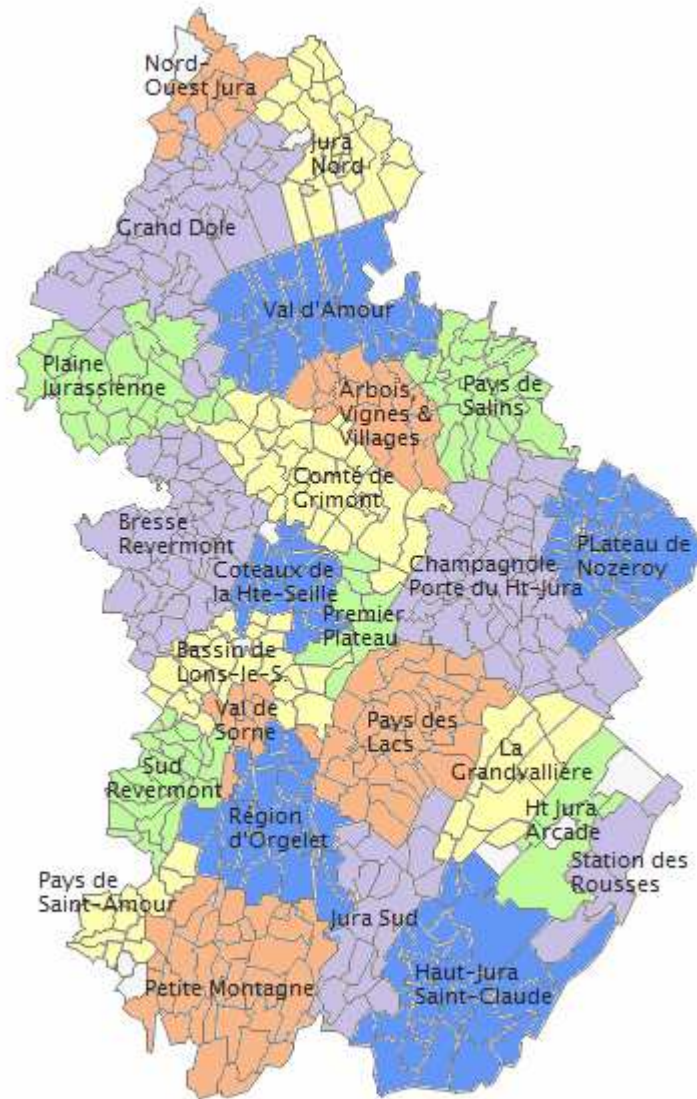 Nord-
Ouest Jura
Jura
Nord
Grand Dole
Val d'Amour
Plaine
Jurassienne
Arbois,
Vignes &
Villages
Pays de
Salins
Comté de
Grimont
Bresse
Revermont
Coteaux de
la Hte-Seille
Champagnole
Porte du Ht-Jura
PLateau de
Nozeroy
Premier
Plateau
Bassin de
Lons-le-S.
Val de
Sorne
Pays des
Lacs
La
Grandvallière
Sud
Revermont
Région
d'Orgelet
Ht Jura
Arcade
Station des
Rousses
Pays de
Saint-Amour
Jura Sud
Petite Montagne
Haut-Jura
Saint-Claude